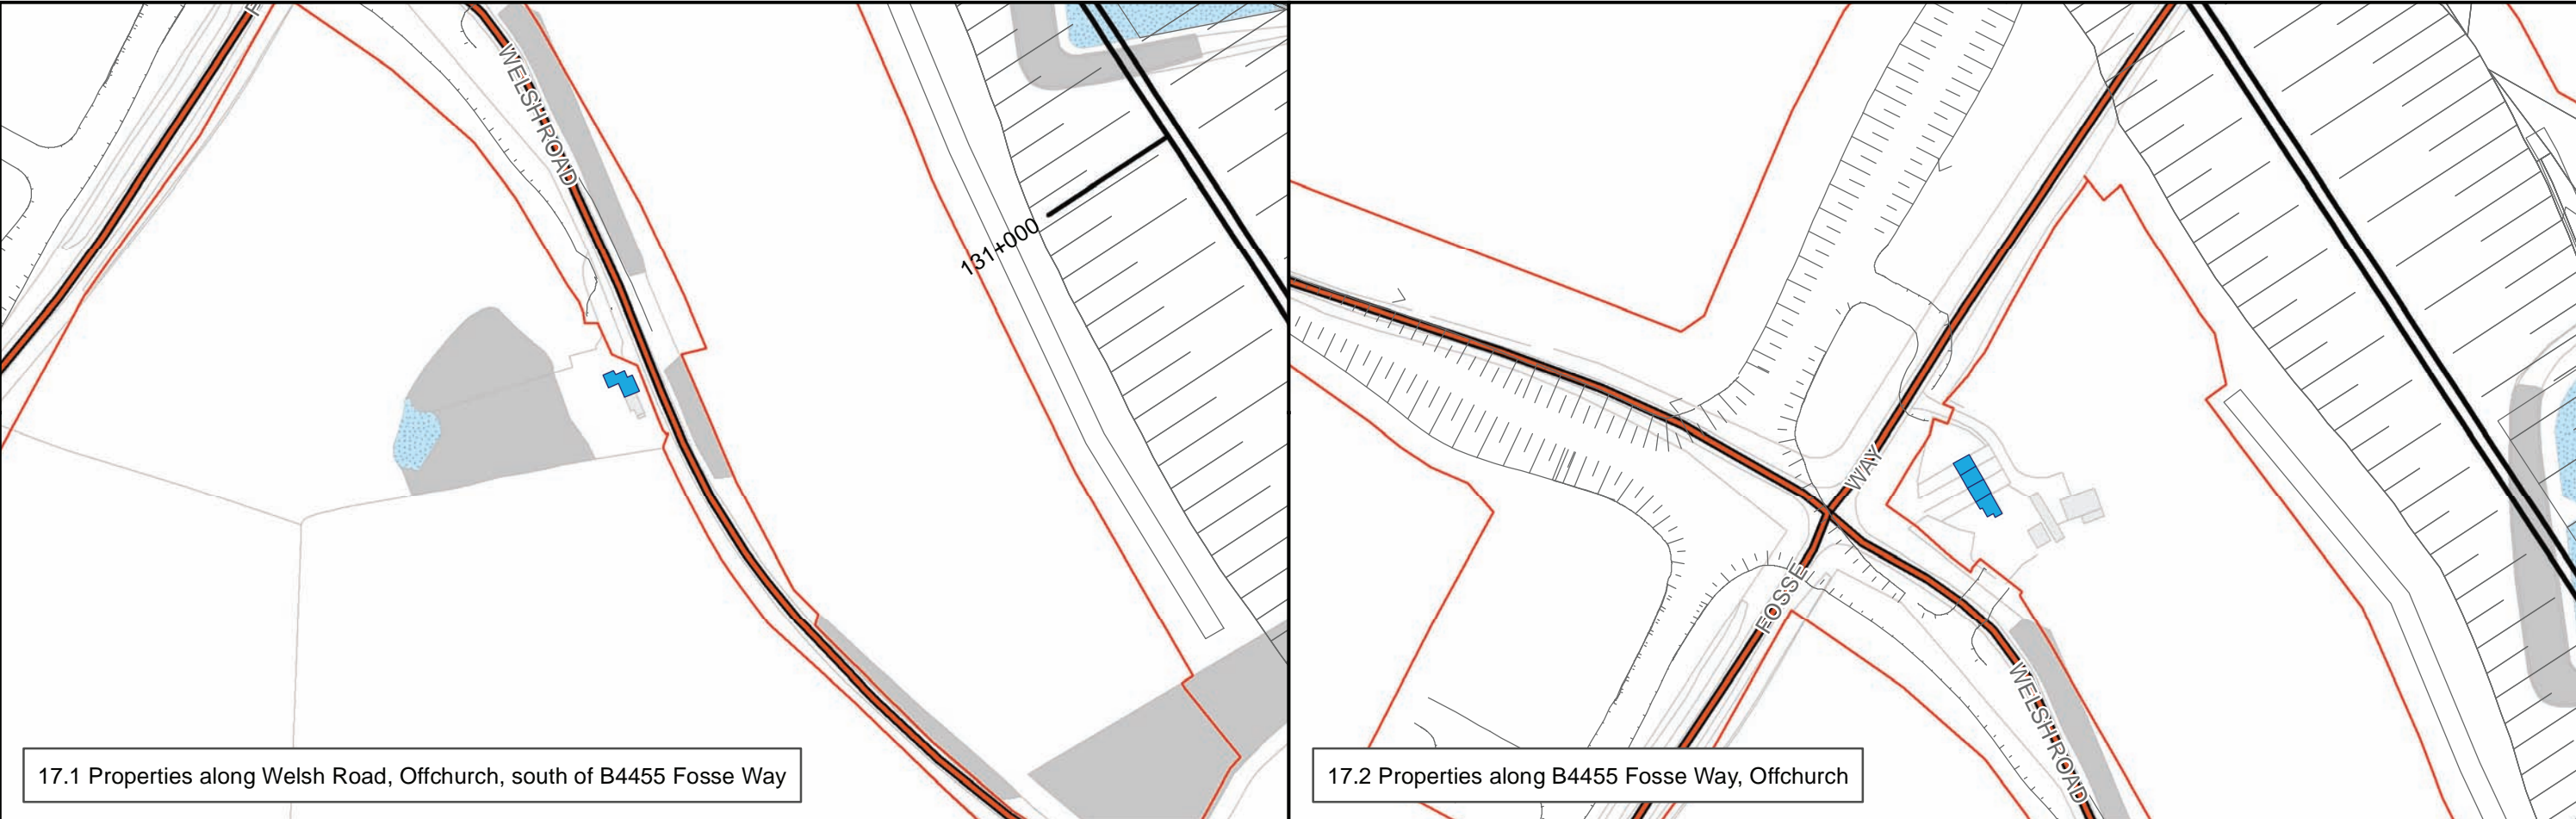 F
WELSH ROAD
131+000
17.1 Properties along Welsh Road, Offchurch, south of B4455 Fosse Way
WAY
FOSSE
WELSH ROAD
17.2 Properties along B4455 Fosse Way, Offchurch